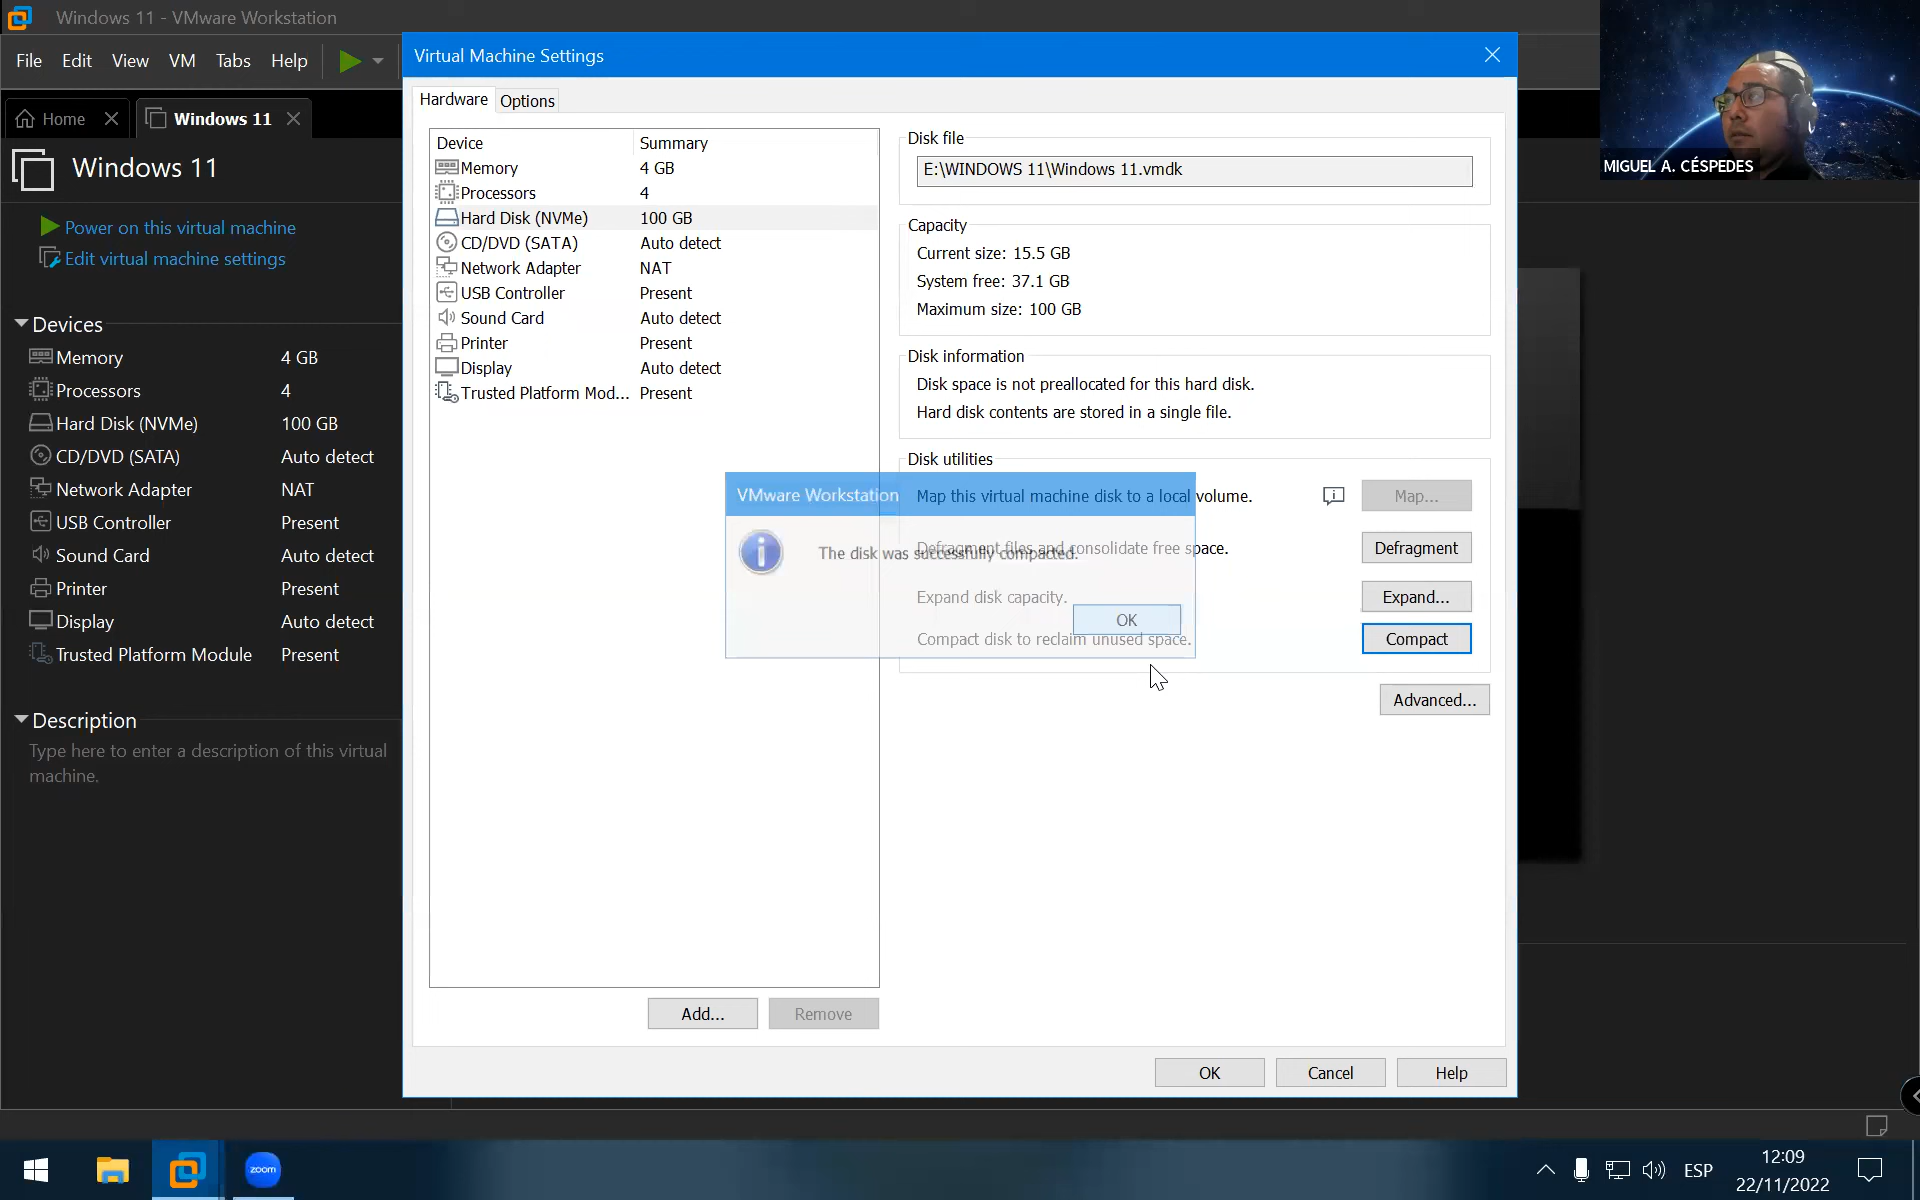 Windows 11 - VMware Workstation
File Edit View VM Tabs Help
Home
Windows 11
Windows 11
Power on this virtual machine
Edit virtual machine settings
Devices
Memory 4 GB
Processors 4
Hard Disk (NVMe) 100 GB
CD/DVD (SATA) Auto detect
Network Adapter NAT
USB Controller Present
Sound Card Auto detect
Printer Present
Display Auto detect
Trusted Platform Module Present
Description
Type here to enter a description of this virtual
machine.
Virtual Machine Settings
Hardware Options
Device Summary
Memory 4 GB
Processors 4
Hard Disk (NVMe) 100 GB
CD/DVD (SATA) Auto detect
Network Adapter NAT
USB Controller Present
Sound Card Auto detect
Printer Present
Display Auto detect
Trusted Platform Mod... Present
Add... Remove
Disk file
E:\WINDOWS 11\Windows 11.vmdk
Capacity
Current size: 15.5 GB
System free: 37.1 GB
Maximum size: 100 GB
Disk information
Disk space is not preallocated for this hard disk.
Hard disk contents are stored in a single file.
Disk utilities
Map this virtual machine disk to a local volume. Map...
Defragment files and consolidate free space. Defragment
Expand disk capacity. Expand...
Compact disk to reclaim unused space. Compact
Advanced...
VMware Workstation
The disk was successfully compacted.
OK
OK Cancel Help
MIGUEL A. CÉSPEDES
zoom
ESP
12:09
22/11/2022